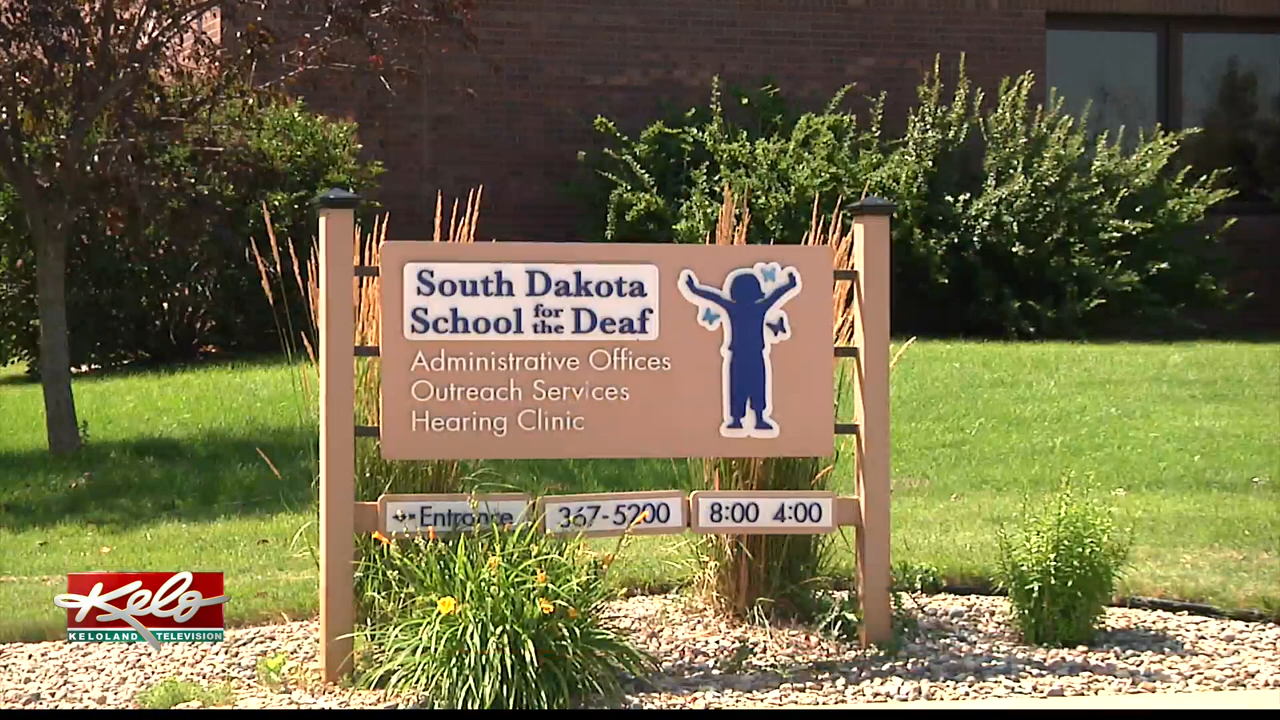 South Dakota
School for the Deaf
Administrative Offices
Outreach Services
Hearing Clinic
Entrance 367-5200 8:00 4:00
Kelo
KELOLAND TELEVISION